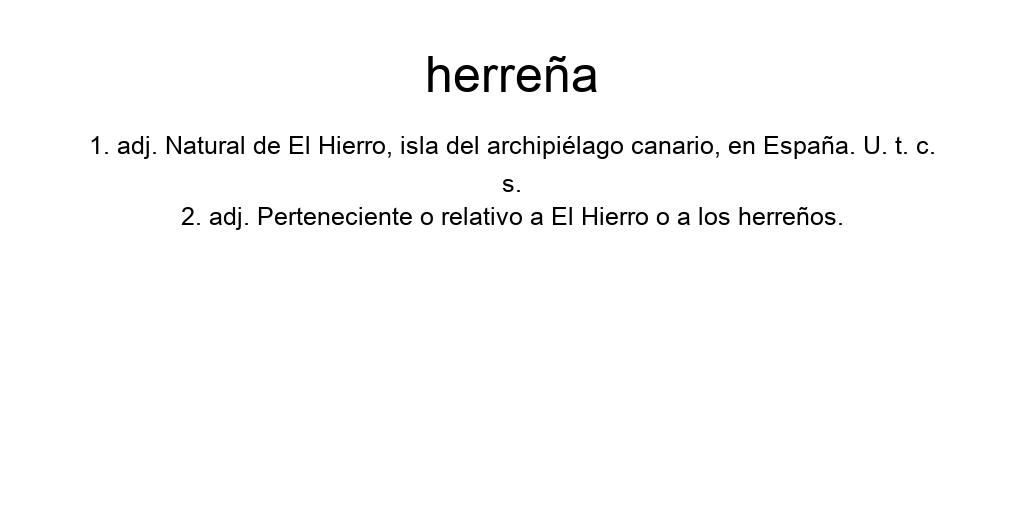 herreña
1. adj. Natural de El Hierro, isla del archipiélago canario, en España. U. t. c.
s.
2. adj. Perteneciente o relativo a El Hierro o a los herreños.